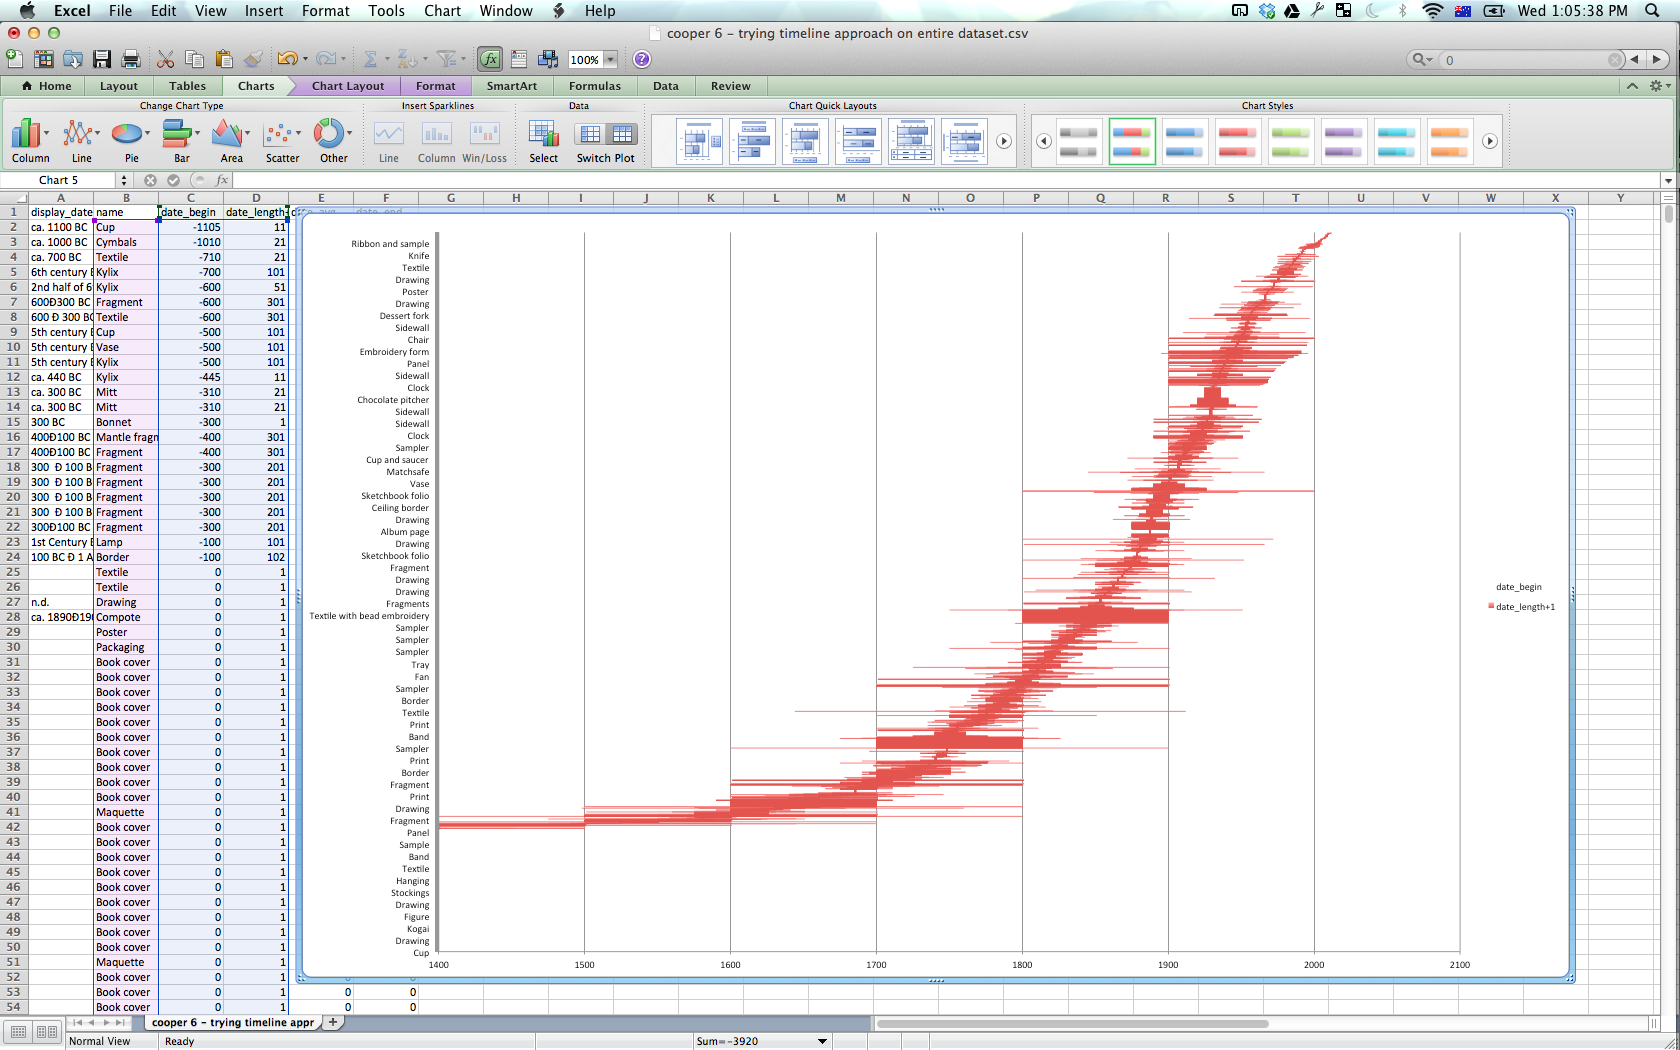 Excel File Edit View Insert Format Tools Chart Window Help Wed 1:05:38 PM
cooper 6 – trying timeline approach on entire dataset.csv
100% 0
Home Layout Tables Charts Chart Layout Format SmartArt Formulas Data Review
Change Chart Type Insert Sparklines Data Chart Quick Layouts Chart Styles
Column Line Pie Bar Area Scatter Other Line Column Win/Loss Select Switch Plot
Chart 5 fx
A B C D E F G H I J K L M N O P Q R S T U V W X Y
1 display_date name date_begin date_length+
2 ca. 1100 BC Cup -1105 11
3 ca. 1000 BC Cymbals -1010 21
4 ca. 700 BC Textile -710 21
5 6th century Kylix -700 101
6 2nd half of 6 Kylix -600 51
7 600Đ300 BC Fragment -600 301
8 600 Đ 300 BC Textile -600 301
9 5th century Cup -500 101
10 5th century Vase -500 101
11 5th century Kylix -500 101
12 ca. 440 BC Kylix -445 11
13 ca. 300 BC Mitt -310 21
14 ca. 300 BC Mitt -310 21
15 300 BC Bonnet -300 1
16 400Đ100 BC Mantle fragn -400 301
17 400Đ100 BC Fragment -400 301
18 300 Đ 100 B Fragment -300 201
19 300 Đ 100 B Fragment -300 201
20 300 Đ 100 B Fragment -300 201
21 300 Đ 100 B Fragment -300 201
22 300Đ100 BC Fragment -300 201
23 1st Century Lamp -100 101
24 100 BC Đ 1 A Border -100 102
25 Textile 0 1
26 Textile 0 1
27 n.d. Drawing 0 1
28 ca. 1890Đ19 Compote 0 1
29 Poster 0 1
30 Packaging 0 1
31 Book cover 0 1
32 Book cover 0 1
33 Book cover 0 1
34 Book cover 0 1
35 Book cover 0 1
36 Book cover 0 1
37 Book cover 0 1
38 Book cover 0 1
39 Book cover 0 1
40 Book cover 0 1
41 Maquette 0 1
42 Book cover 0 1
43 Book cover 0 1
44 Book cover 0 1
45 Book cover 0 1
46 Book cover 0 1
47 Book cover 0 1
48 Book cover 0 1
49 Book cover 0 1
50 Book cover 0 1
51 Maquette 0 1
52 Book cover 0 1
53 Book cover 0 1 0 0
54 Book cover 0 1 0 0
Ribbon and sample
Knife
Textile
Drawing
Poster
Drawing
Dessert fork
Sidewall
Chair
Embroidery form
Panel
Sidewall
Clock
Chocolate pitcher
Sidewall
Sidewall
Clock
Sampler
Cup and saucer
Matchsafe
Vase
Sketchbook folio
Ceiling border
Drawing
Album page
Drawing
Sketchbook folio
Fragment
Drawing
Drawing
Fragments
Textile with bead embroidery
Sampler
Sampler
Sampler
Tray
Fan
Sampler
Border
Textile
Print
Band
Sampler
Print
Border
Fragment
Print
Drawing
Fragment
Panel
Sample
Band
Textile
Hanging
Stockings
Drawing
Figure
Kogai
Drawing
Cup
1400 1500 1600 1700 1800 1900 2000 2100
date_begin
date_length+1
cooper 6 – trying timeline appr +
Normal View Ready Sum=-3920